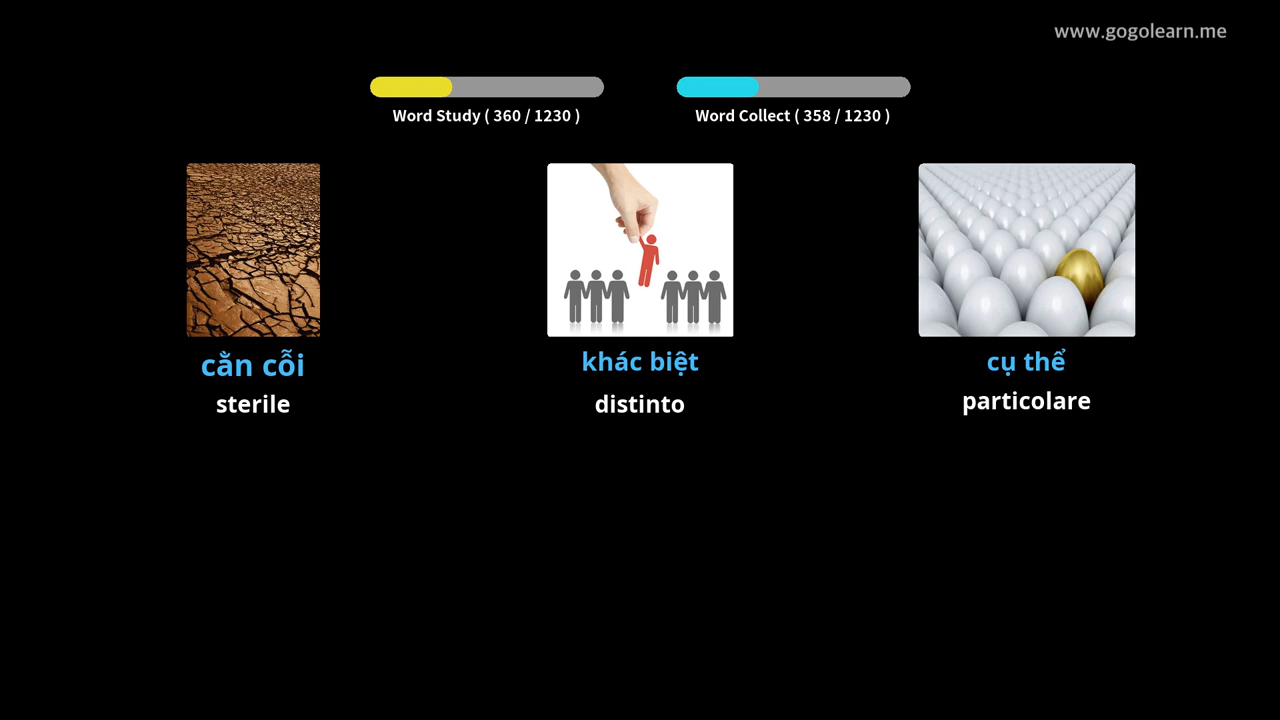 www.gogolearn.me
Word Study ( 360 / 1230 )
Word Collect ( 358 / 1230 )
cằn cỗi
sterile
khác biệt
distinto
cụ thể
particolare